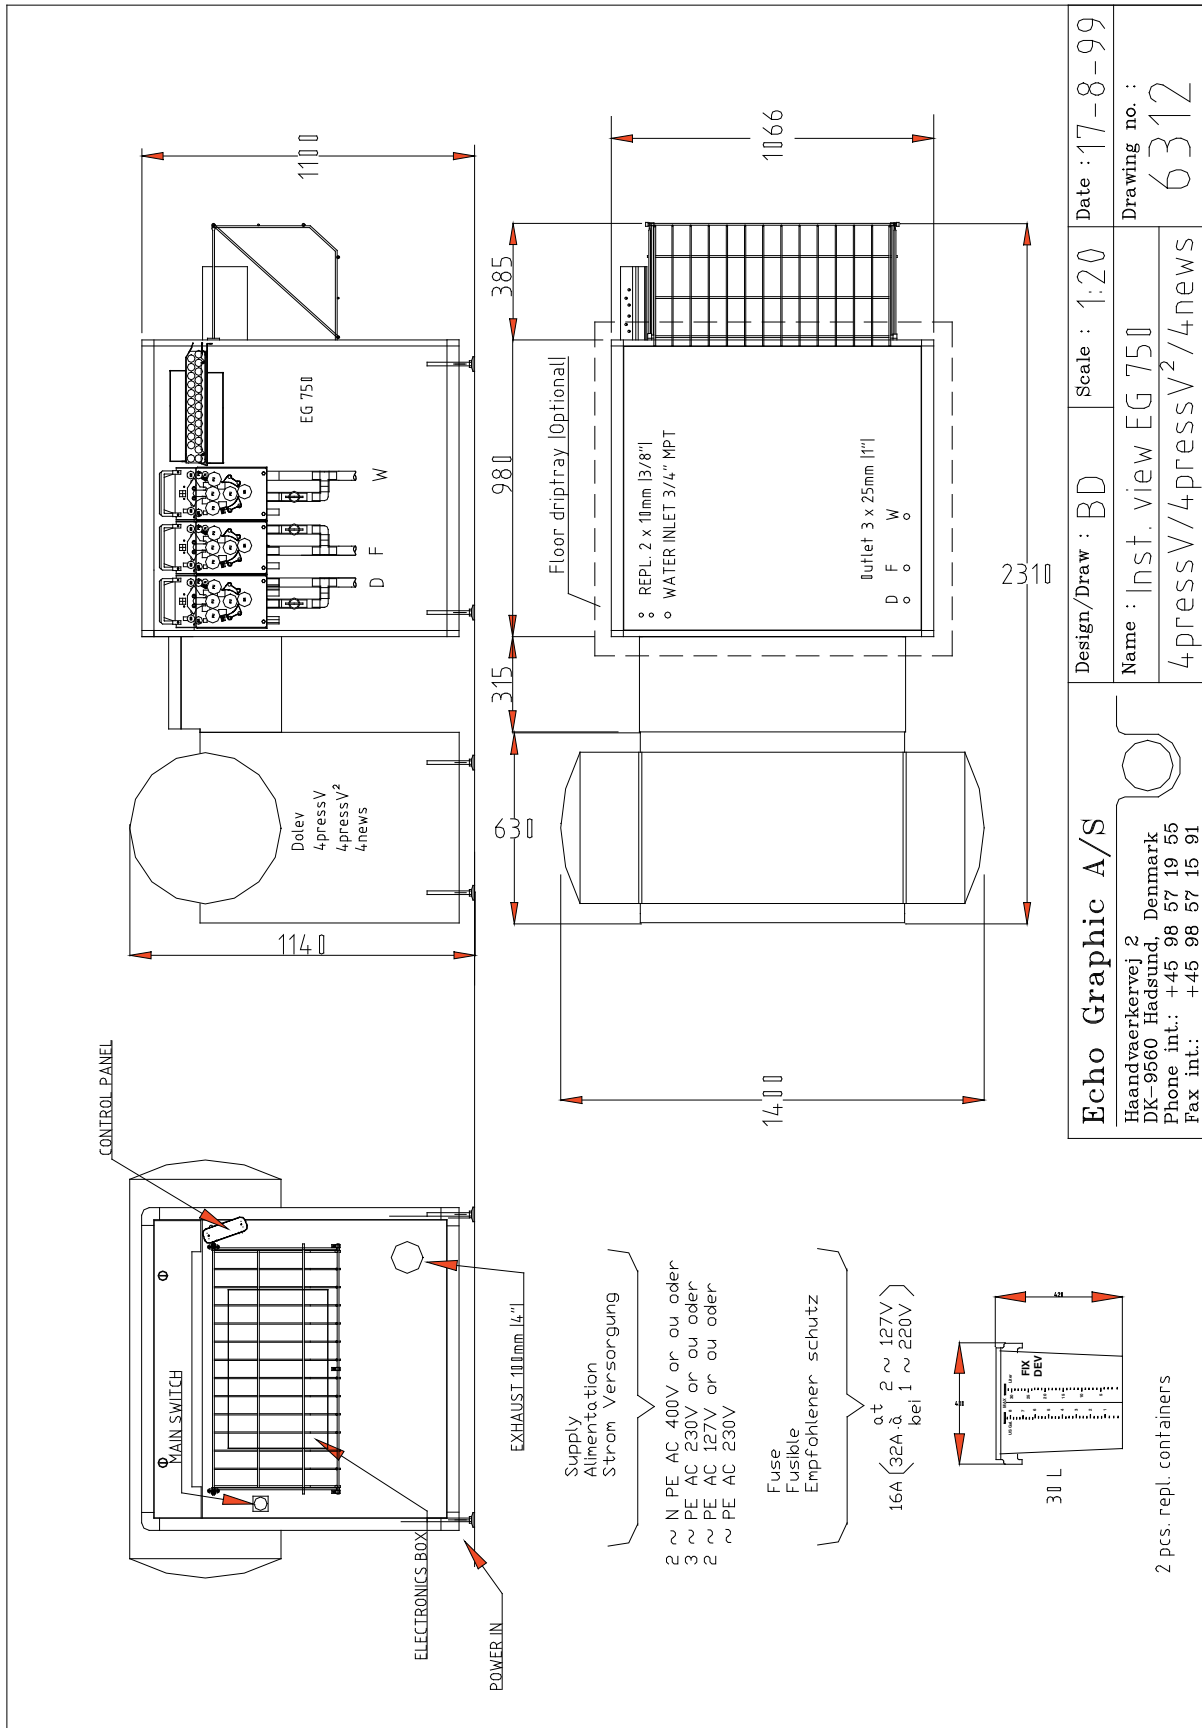 CONTROL PANEL
MAIN SWITCH
ELECTRONICS BOX
POWER IN
EXHAUST 100mm (4")
1140
Dolev
4pressV
4pressV²
4news
D F W
EG 750
1100
Supply
Alimentation
Strom Versorgung
2 ~ N PE AC 400V or ou oder
3 ~ PE AC 230V or ou oder
2 ~ PE AC 127V or ou oder
~ PE AC 230V
Fuse
Fusible
Empfohlener schutz
16A (32A at à bei 2 ~ 127V 1 ~ 220V)
400
420
US GAL
MAX
Liter
FIX
DEV
30 L
2 pcs. repl. containers
630
315
980
385
Floor driptray (Optional)
REPL. 2 x 10mm (3/8")
WATER INLET 3/4" MPT
Outlet 3 x 25mm (1")
D F W
1066
2310
1400
Echo Graphic A/S
Haandvaerkervej 2
DK-9560 Hadsund, Denmark
Phone int.: +45 98 57 19 55
Fax int.: +45 98 57 15 91
Design/Draw : BD
Scale : 1:20
Date : 17-8-99
Name : Inst. view EG 750
4pressV/4pressV²/4news
Drawing no. :
6312